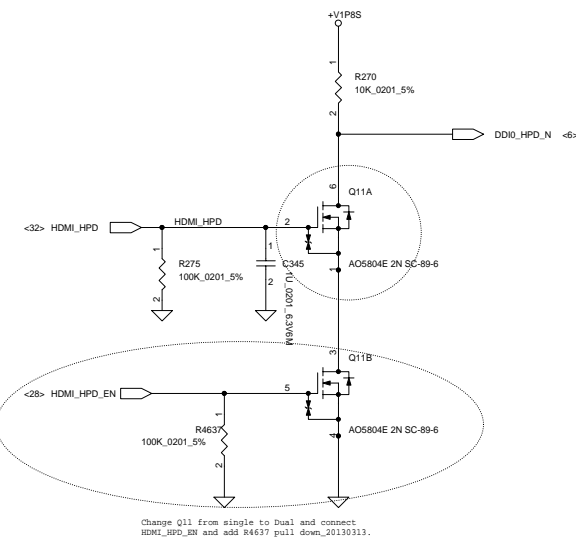 +V1P8S
1
R270
10K_0201_5%
2
DDI0_HPD_N <6>
6
Q11A
<32> HDMI_HPD
HDMI_HPD
2
1
R275
100K_0201_5%
2
1
C345
2
.1U_0201_6.3V6M
AO5804E 2N SC-89-6
1
3
Q11B
<28> HDMI_HPD_EN
5
1
R4637
100K_0201_5%
2
AO5804E 2N SC-89-6
4
Change Q11 from single to Dual and connect
HDMI_HPD_EN and add R4637 pull down_20130313.